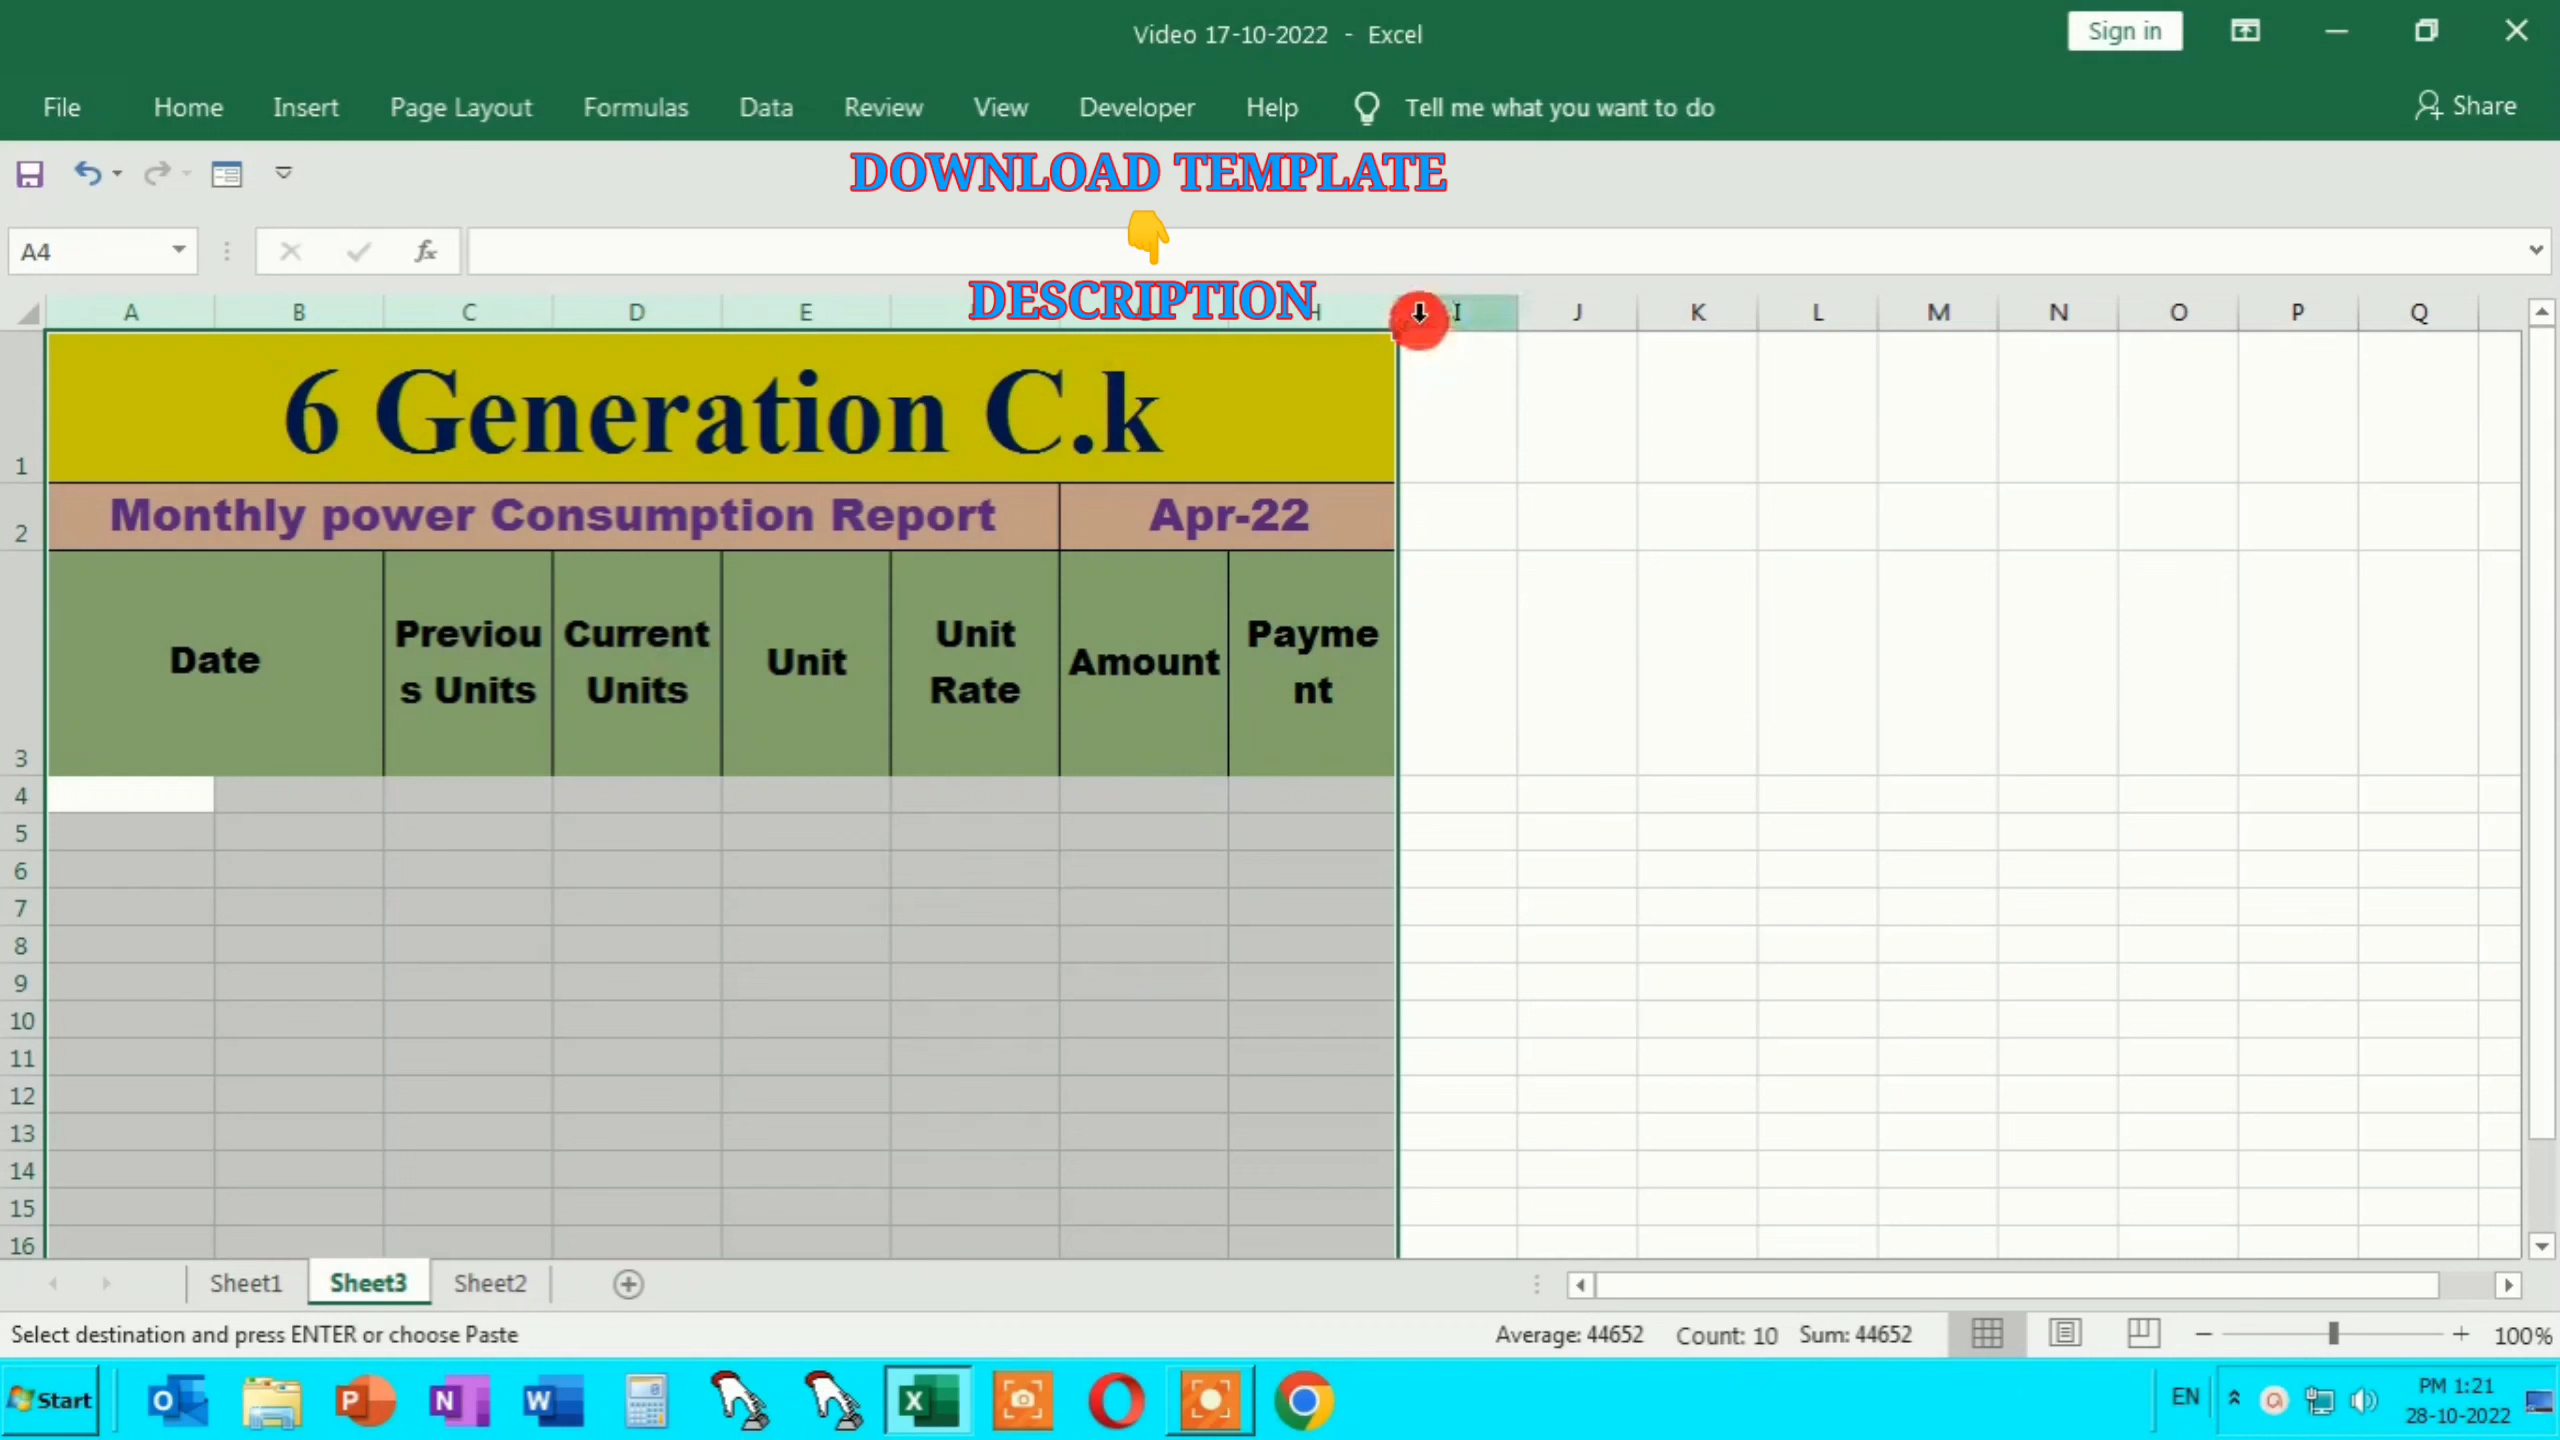 Video 17-10-2022 - Excel
Sign in
File Home Insert Page Layout Formulas Data Review View Developer Help Tell me what you want to do Share
DOWNLOAD TEMPLATE
A4 fx
DESCRIPTION
A B C D E H I J K L M N O P Q
6 Generation C.k
1
Monthly power Consumption Report Apr-22
2
Date Previou s Units Current Units Unit Unit Rate Amount Payme nt
3
4
5
6
7
8
9
10
11
12
13
14
15
16
Sheet1 Sheet3 Sheet2
Select destination and press ENTER or choose Paste Average: 44652 Count: 10 Sum: 44652 100%
Start EN PM 1:21
28-10-2022